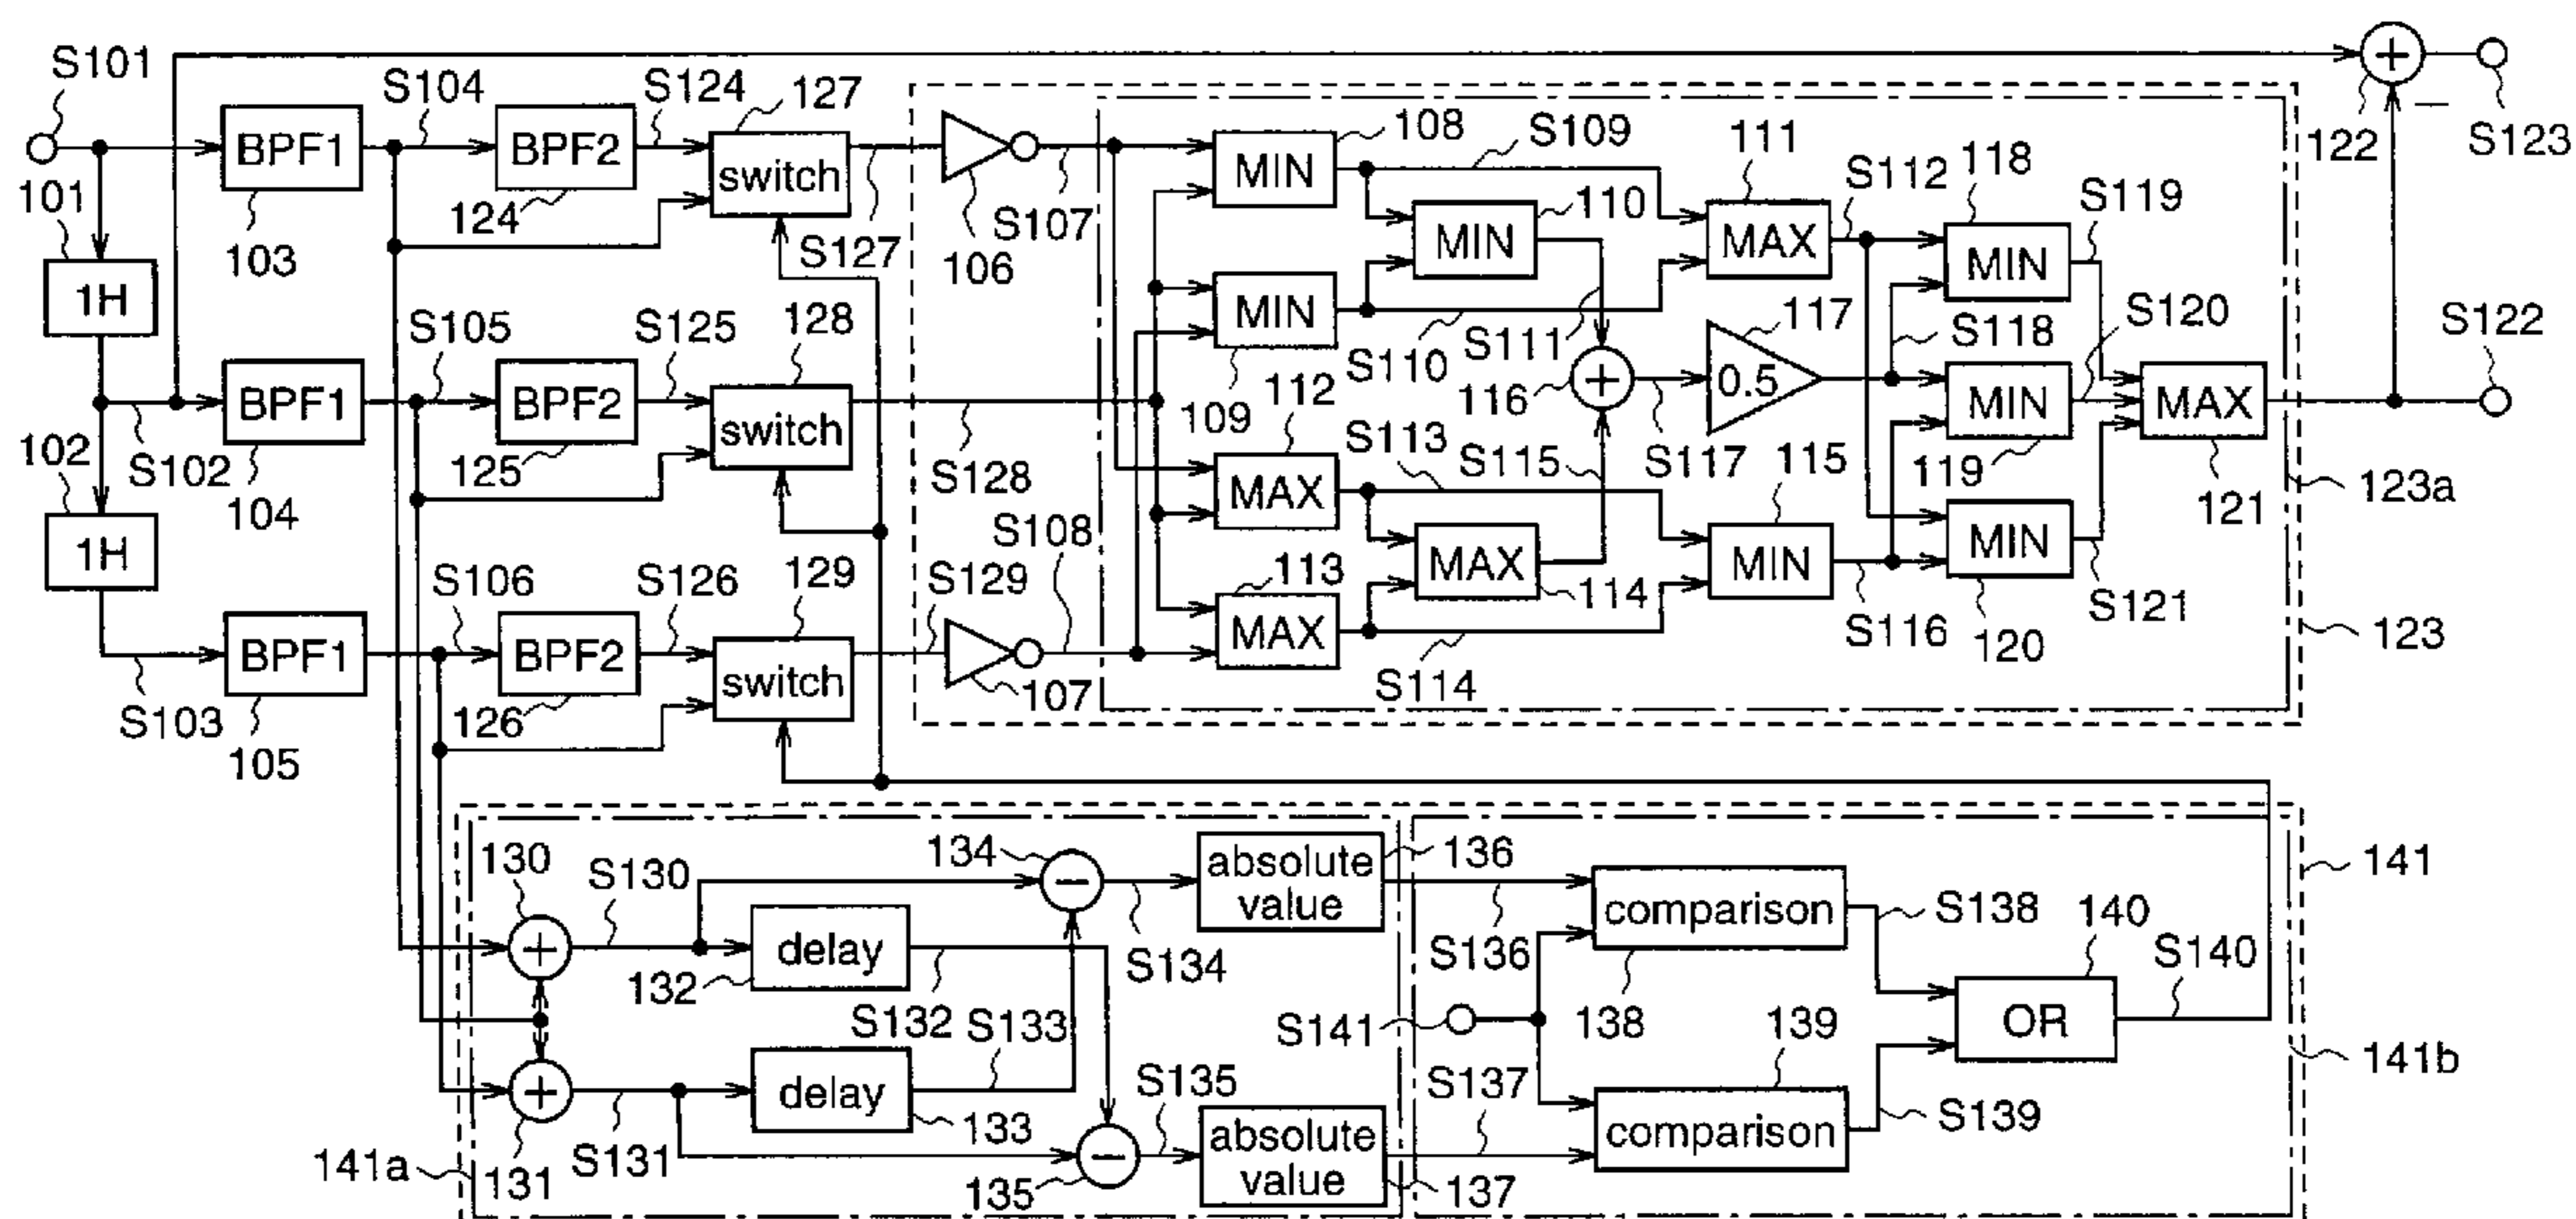 S101
S104
S124
127
BPF1
BPF2
switch
101
103
124
S127
106
S107
1H
MIN
108
S109
111
MIN
110
MAX
S112
118
MIN
S119
122
S123
S105
S125
128
BPF1
BPF2
switch
102
S102
104
125
S128
MIN
109
S110
S111
116
117
0.5
S118
MIN
119
S120
MAX
121
S122
123a
1H
S103
S106
S126
129
BPF1
BPF2
switch
105
126
S129
S108
107
112
MAX
S113
113
MAX
MAX
114
S114
S115
S117
115
MIN
S116
MIN
120
S121
123
130
S130
delay
132
S132
S133
134
S134
absolute
value
136
S136
131
S131
delay
133
135
S135
absolute
value
137
S137
141a
S141
comparison
138
S138
139
comparison
S139
140
OR
S140
141
141b